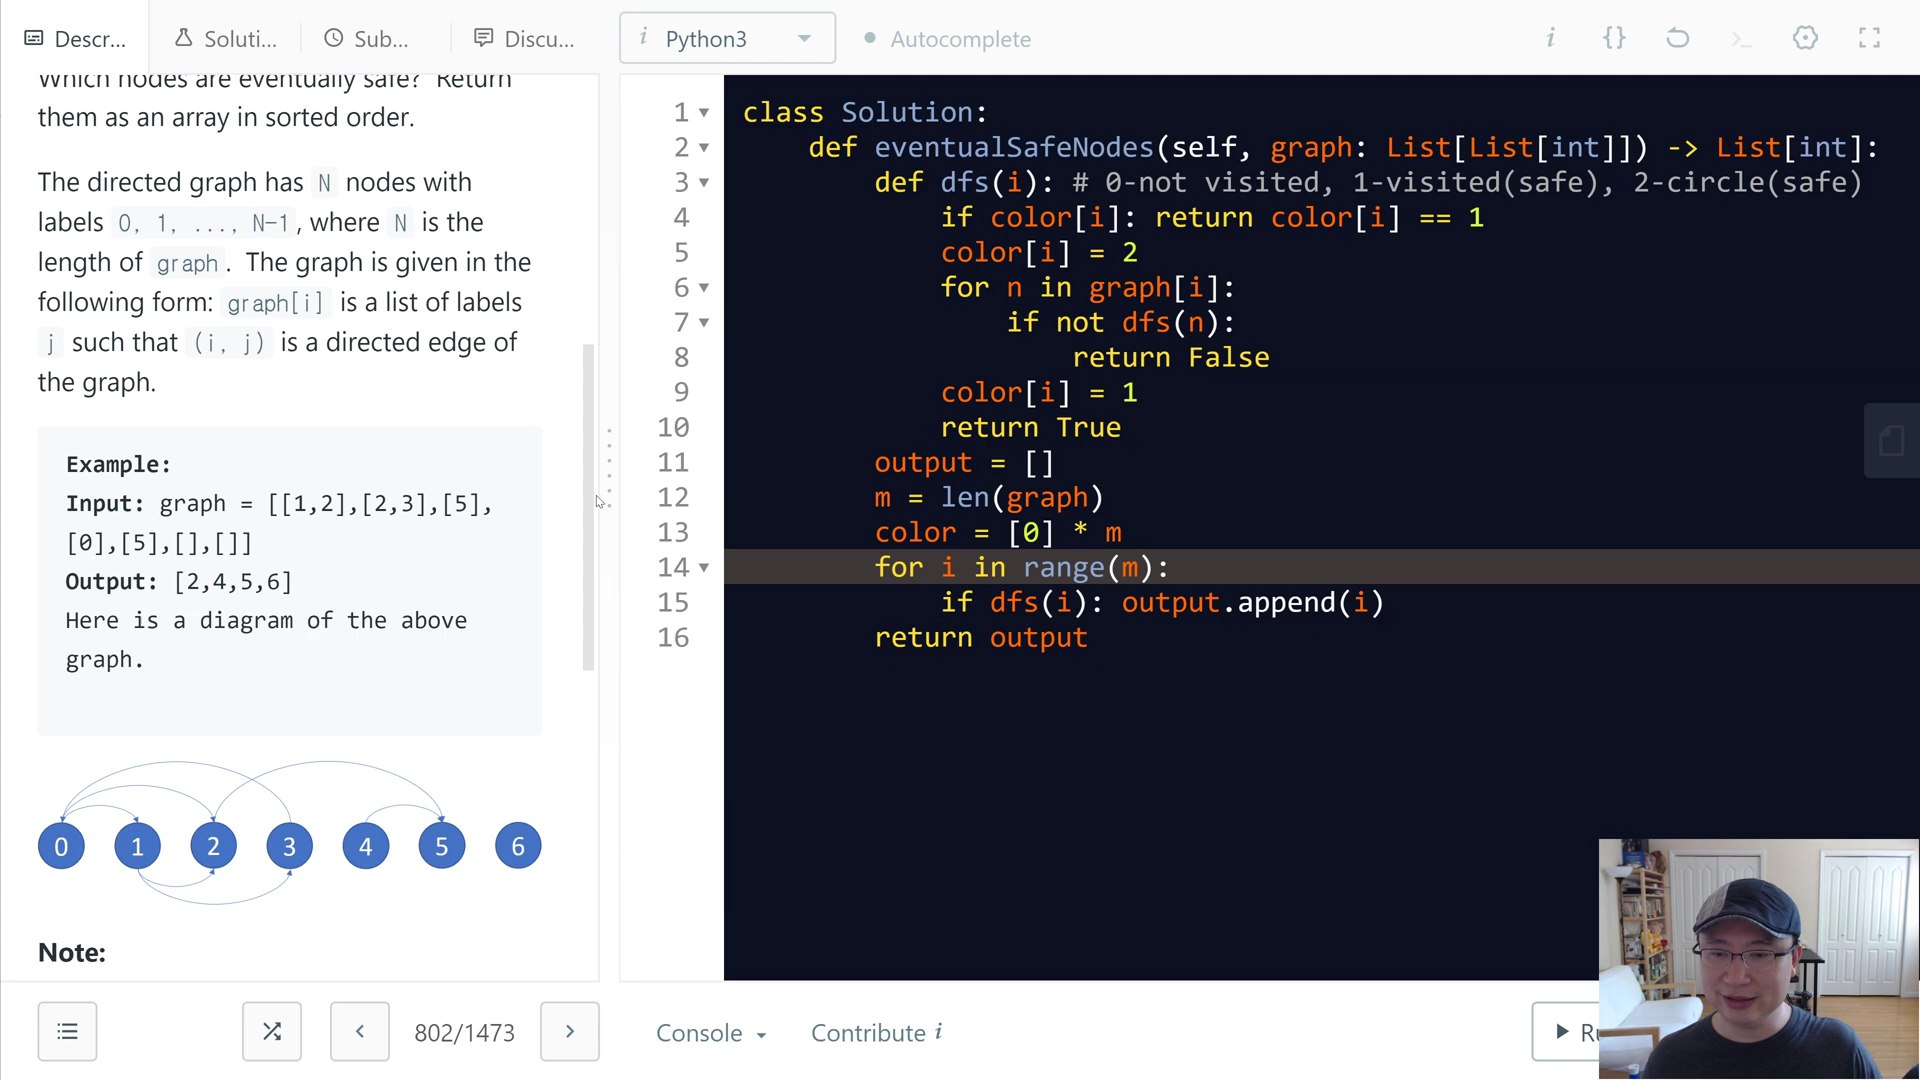 Descr...
Soluti...
Sub...
Discu...
i Python3
Autocomplete
i {} >_
Which nodes are eventually safe? Return
them as an array in sorted order.
The directed graph has N nodes with
labels 0, 1, ..., N-1, where N is the
length of graph. The graph is given in the
following form: graph[i] is a list of labels
j such that (i, j) is a directed edge of
the graph.
Example:
Input: graph = [[1,2],[2,3],[5],
[0],[5],[],[]]
Output: [2,4,5,6]
Here is a diagram of the above
graph.
0 1 2 3 4 5 6
Note:
1 class Solution:
2 def eventualSafeNodes(self, graph: List[List[int]]) -> List[int]:
3 def dfs(i): # 0-not visited, 1-visited(safe), 2-circle(safe)
4 if color[i]: return color[i] == 1
5 color[i] = 2
6 for n in graph[i]:
7 if not dfs(n):
8 return False
9 color[i] = 1
10 return True
11 output = []
12 m = len(graph)
13 color = [0] * m
14 for i in range(m):
15 if dfs(i): output.append(i)
16 return output
< 802/1473 >
Console
Contribute i
Ru